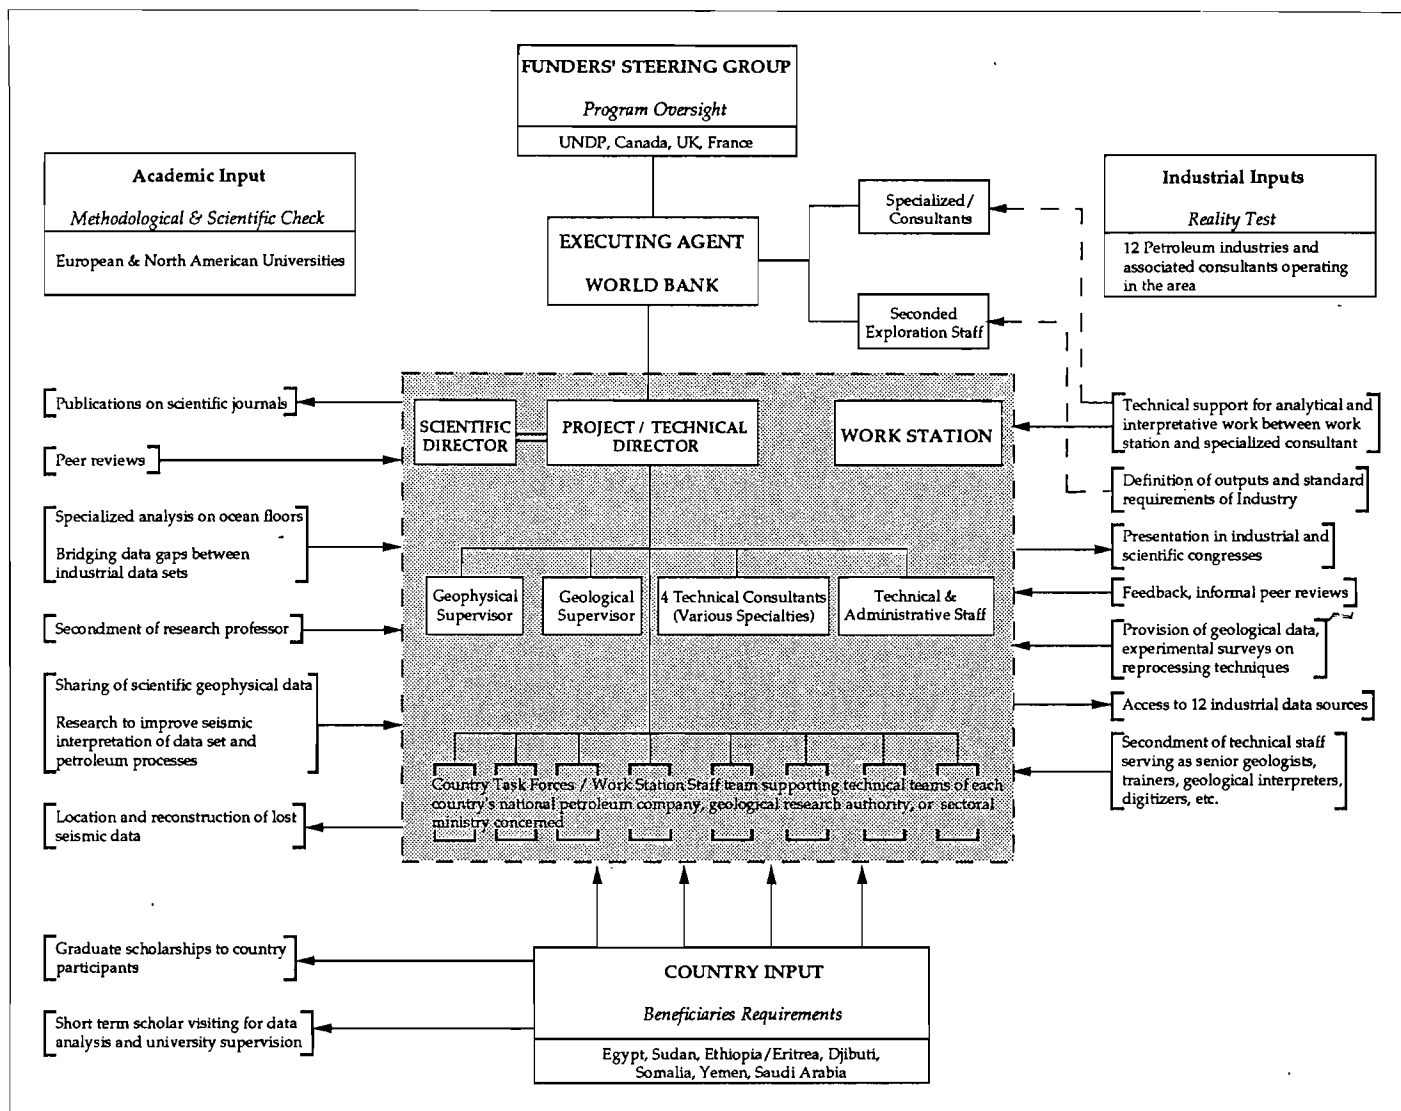 FUNDERS' STEERING GROUP
Program Oversight
UNDP, Canada, UK, France
Academic Input
Methodological & Scientific Check
European & North American Universities
Industrial Inputs
Reality Test
12 Petroleum industries and
associated consultants operating
in the area
Specialized/
Consultants
EXECUTING AGENT
WORLD BANK
Seconded
Exploration Staff
Publications on scientific journals
Peer reviews
Specialized analysis on ocean floors
Bridging data gaps between
industrial data sets
Secondment of research professor
Sharing of scientific geophysical data
Research to improve seismic
interpretation of data set and
petroleum processes
Location and reconstruction of lost
seismic data
Graduate scholarships to country
participants
Short term scholar visiting for data
analysis and university supervision
SCIENTIFIC
DIRECTOR
PROJECT / TECHNICAL
DIRECTOR
WORK STATION
Geophysical
Supervisor
Geological
Supervisor
4 Technical Consultants
(Various Specialties)
Technical &
Administrative Staff
Country Task Forces / Work Station Staff team supporting technical teams of each
country's national petroleum company, geological research authority, or sectoral
ministry concerned
Technical support for analytical and
interpretative work between work
station and specialized consultant
Definition of outputs and standard
requirements of Industry
Presentation in industrial and
scientific congresses
Feedback, informal peer reviews
Provision of geological data,
experimental surveys on
reprocessing techniques
Access to 12 industrial data sources
Secondment of technical staff
serving as senior geologists,
trainers, geological interpreters,
digitizers, etc.
COUNTRY INPUT
Beneficiaries Requirements
Egypt, Sudan, Ethiopia/Eritrea, Djibuti,
Somalia, Yemen, Saudi Arabia